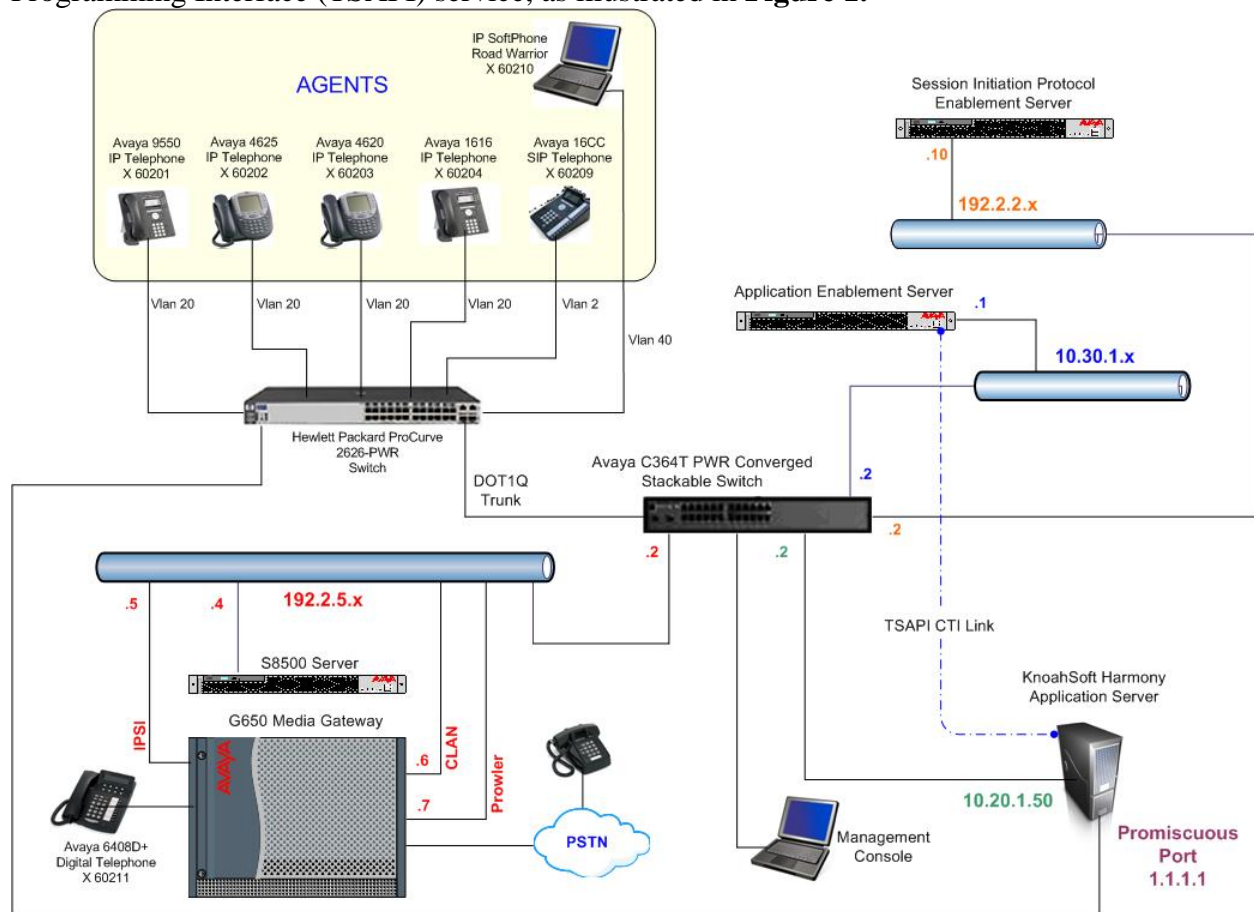 Programming Interface (TSAPI) service, as illustrated in Figure 1.
IP SoftPhone
Road Warrior
X 60210
AGENTS
Avaya 9550
IP Telephone
X 60201
Avaya 4625
IP Telephone
X 60202
Avaya 4620
IP Telephone
X 60203
Avaya 1616
IP Telephone
X 60204
Avaya 16CC
SIP Telephone
X 60209
Session Initiation Protocol
Enablement Server
.10
192.2.2.x
Vlan 20
Vlan 20
Vlan 20
Vlan 20
Vlan 2
Vlan 40
Application Enablement Server
.1
10.30.1.x
Hewlett Packard ProCurve
2626-PWR
Switch
DOT1Q
Trunk
Avaya C364T PWR Converged
Stackable Switch
.2
.2
.2
.2
192.2.5.x
.5
.4
S8500 Server
G650 Media Gateway
IPSI
CLAN
Prowler
.6
.7
AVAYA
Avaya 6408D+
Digital Telephone
X 60211
PSTN
TSAPI CTI Link
KnoahSoft Harmony
Application Server
10.20.1.50
Management
Console
Promiscuous
Port
1.1.1.1